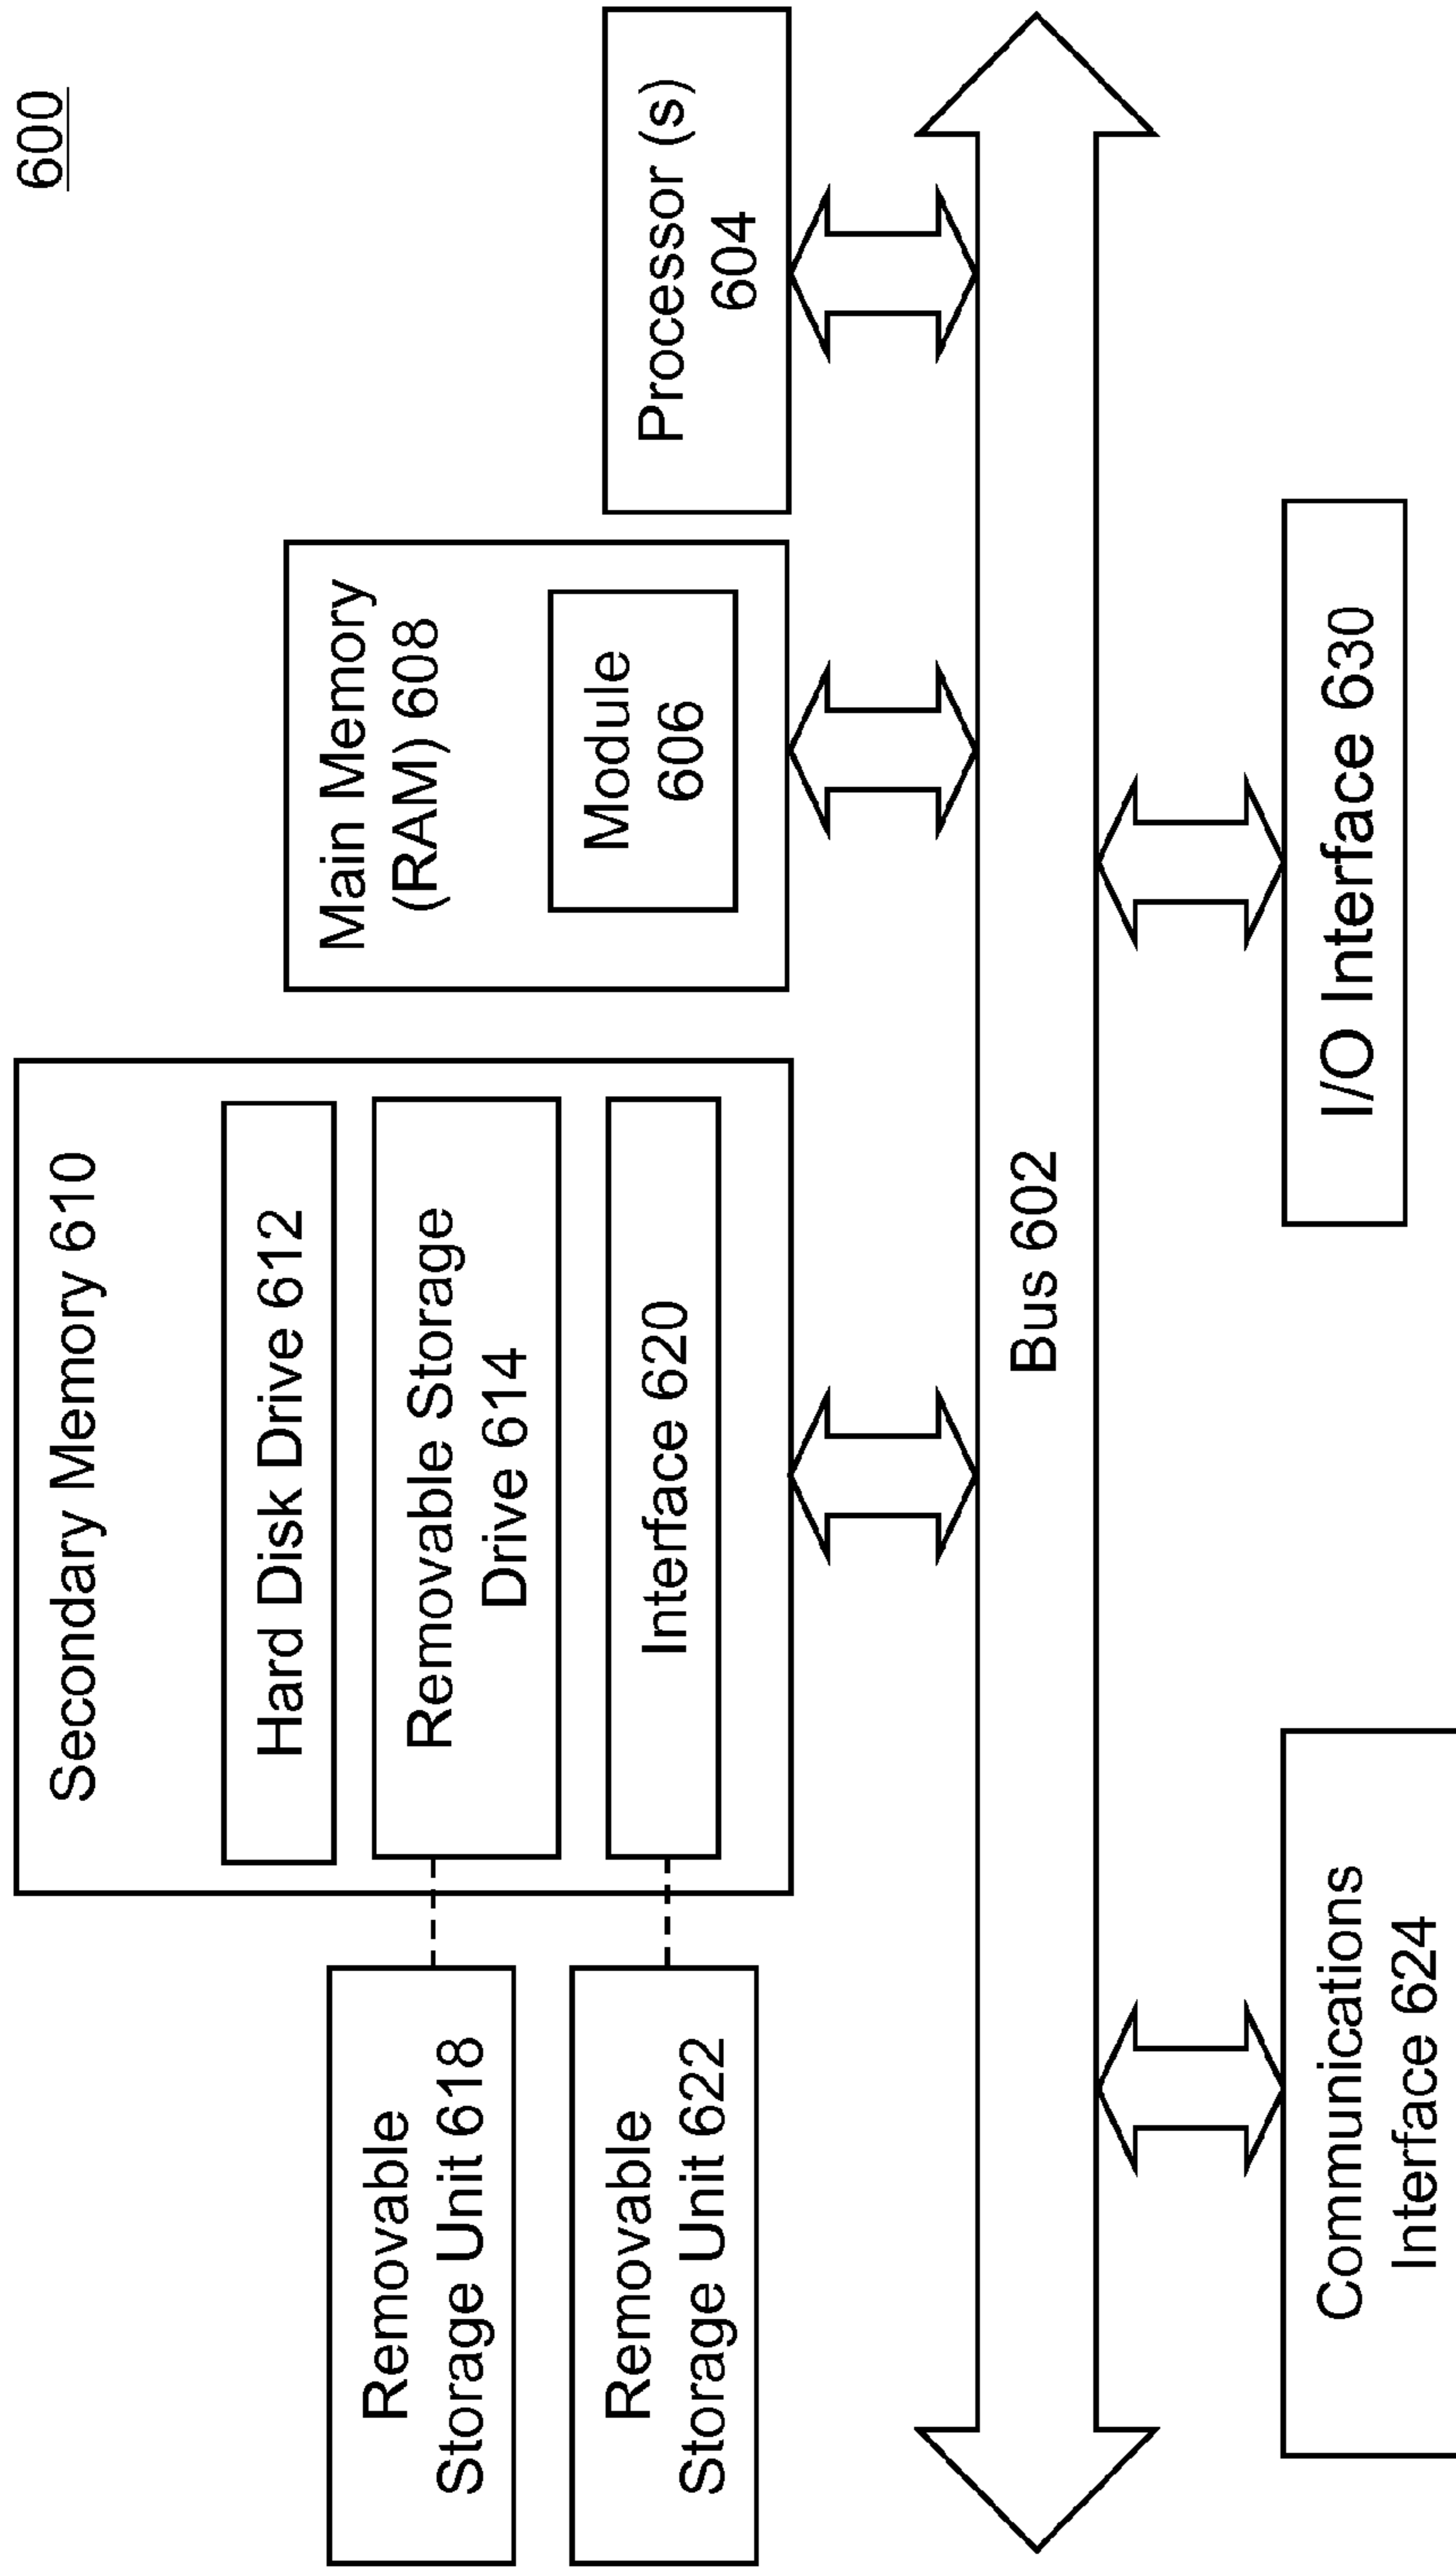 600
Removable
Storage Unit 618
Removable
Storage Unit 622
Secondary Memory 610
Hard Disk Drive 612
Removable Storage
Drive 614
Interface 620
Main Memory
(RAM) 608
Module
606
Processor (s)
604
Bus 602
Communications
Interface 624
I/O Interface 630